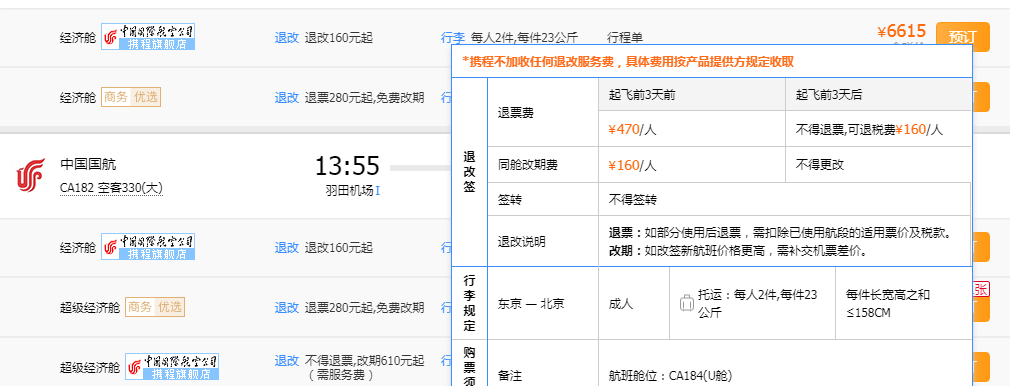 经济舱 中国国际航空公司 携程旗舰店 退改 退改160元起 行李 每人2件,每件23公斤 行程单 ¥6615 预订
经济舱 商务 优选 退改 退票280元起,免费改期
中国国航
CA182 空客330(大)
13:55
羽田机场 I
经济舱 中国国际航空公司 携程旗舰店 退改 退改160元起
超级经济舱 商务 优选 退改 退票280元起,免费改期
超级经济舱 中国国际航空公司 携程旗舰店 退改 不得退票,改期610元起
（需服务费）
*携程不加收任何退改服务费，具体费用按产品提供方规定收取
退改签
退票费 起飞前3天前 起飞前3天后
¥470/人 不得退票,可退税费¥160/人
同舱改期费 ¥160/人 不得更改
签转 不得签转
退改说明 退票：如部分使用后退票，需扣除已使用航段的适用票价及税款。
改期：如改签新航班价格更高，需补交机票差价。
行李规定
东京 — 北京 成人 托运：每人2件,每件23
公斤
每件长宽高之和
≤158CM
张
购票须
备注 航班舱位：CA184(U舱)